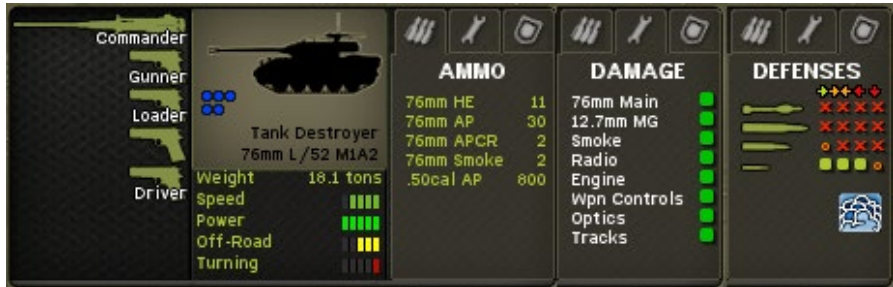 Commander
Gunner
Loader
Driver
Tank Destroyer
76mm L/52 M1A2
Weight 18.1 tons
Speed
Power
Off-Road
Turning
AMMO
76mm HE 11
76mm AP 30
76mm APCR 2
76mm Smoke 2
.50cal AP 800
DAMAGE
76mm Main
12.7mm MG
Smoke
Radio
Engine
Wpn Controls
Optics
Tracks
DEFENSES